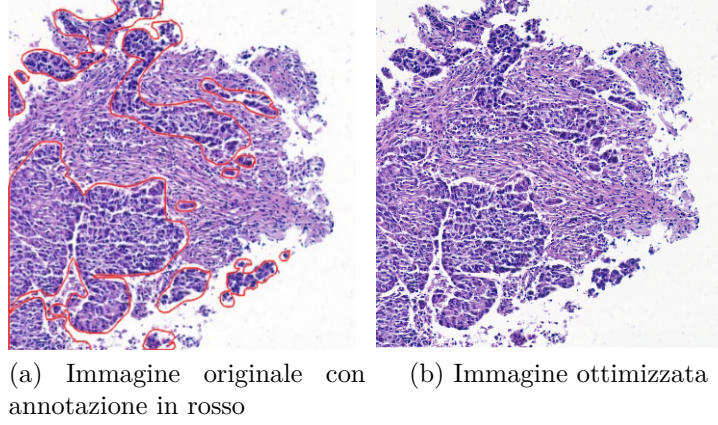 (a) Immagine originale con
annotazione in rosso
(b) Immagine ottimizzata